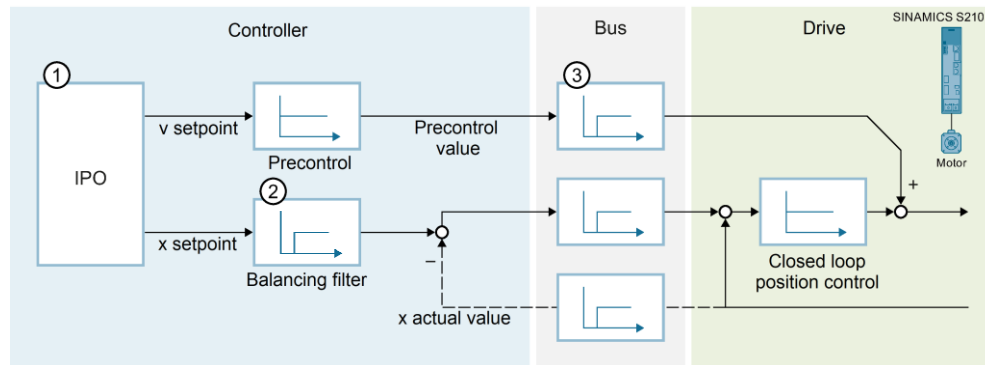 Controller
Bus
Drive
SINAMICS S210
1
3
v setpoint
Precontrol
Precontrol
value
Motor
IPO
+
2
x setpoint
Balancing filter
−
Closed loop
position control
x actual value